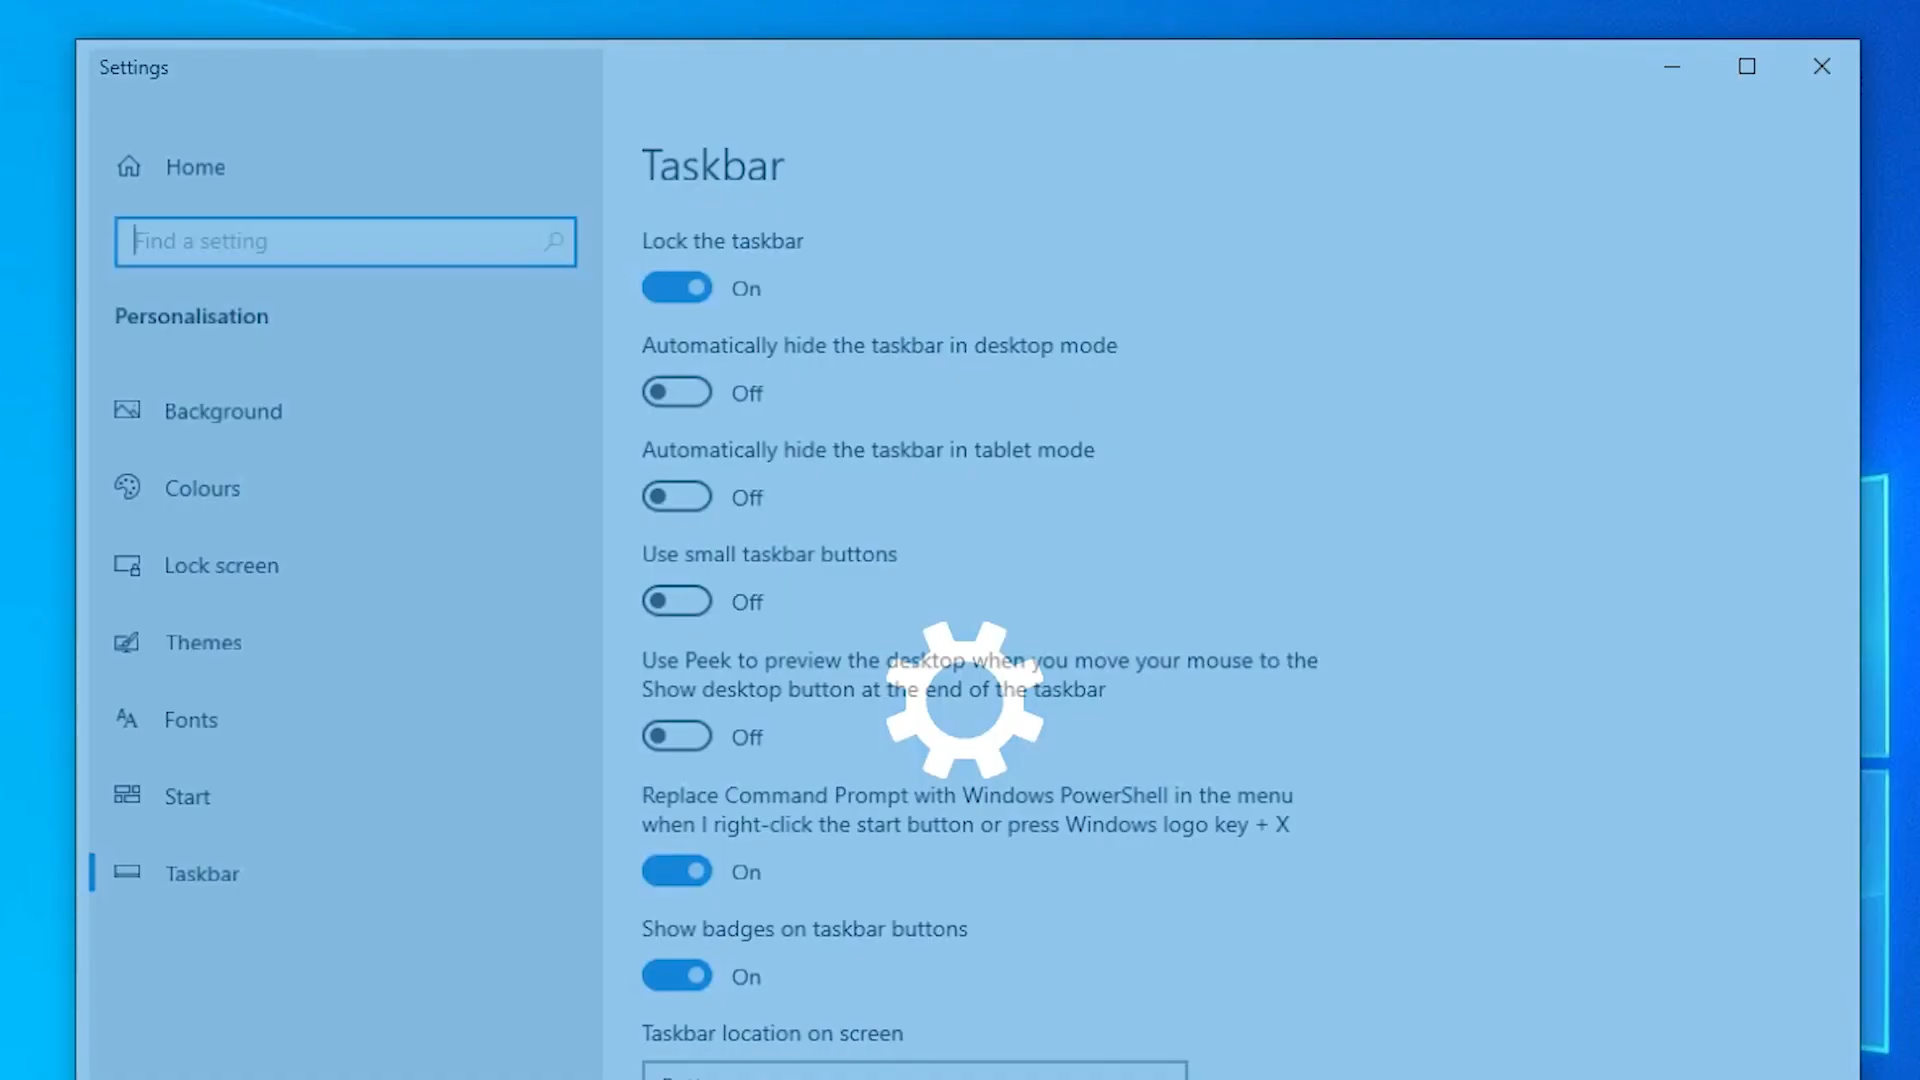 Settings
Home
Find a setting
Personalisation
Background
Colours
Lock screen
Themes
Fonts
Start
Taskbar
Taskbar
Lock the taskbar
On
Automatically hide the taskbar in desktop mode
Off
Automatically hide the taskbar in tablet mode
Off
Use small taskbar buttons
Off
Use Peek to preview the desktop when you move your mouse to the
Show desktop button at the end of the taskbar
Off
Replace Command Prompt with Windows PowerShell in the menu
when I right-click the start button or press Windows logo key + X
On
Show badges on taskbar buttons
On
Taskbar location on screen